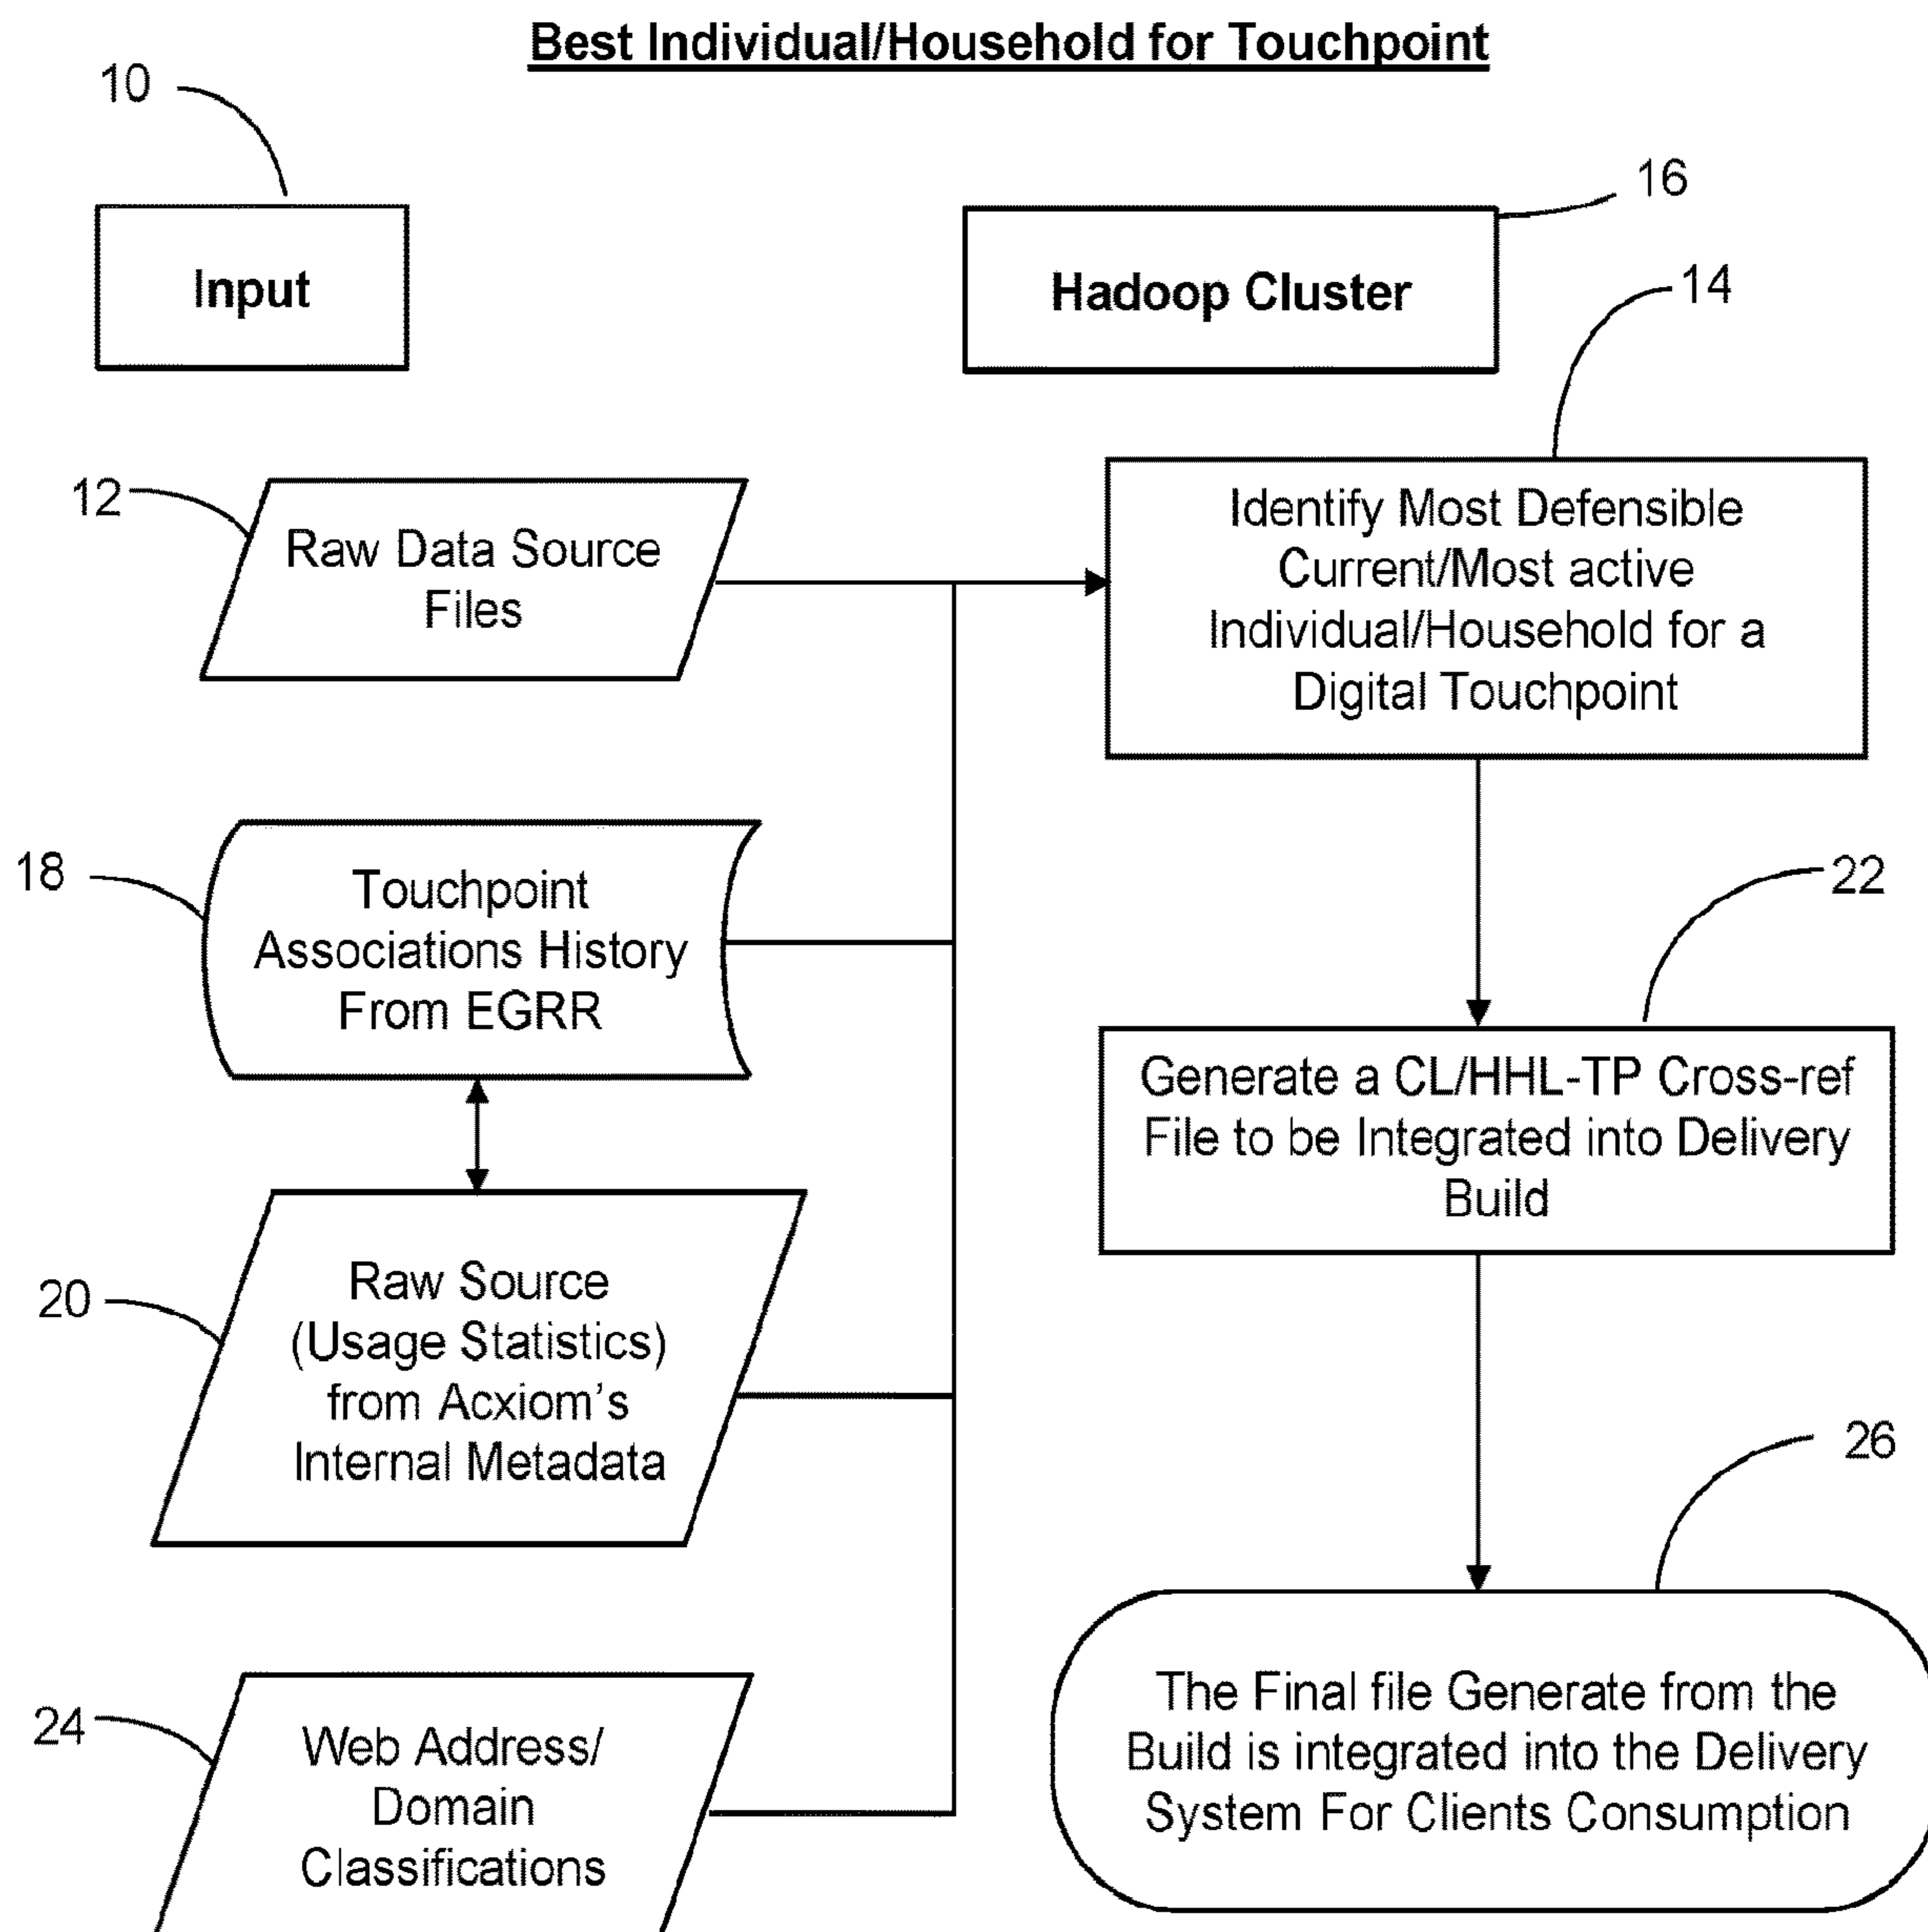 Best Individual/Household for Touchpoint
10
16
Input
Hadoop Cluster
14
12
Raw Data Source
Files
Identify Most Defensible
Current/Most active
Individual/Household for a
Digital Touchpoint
18
Touchpoint
Associations History
From EGRR
22
Generate a CL/HHL-TP Cross-ref
File to be Integrated into Delivery
Build
20
Raw Source
(Usage Statistics)
from Acxiom's
Internal Metadata
26
24
Web Address/
Domain
Classifications
The Final file Generate from the
Build is integrated into the Delivery
System For Clients Consumption